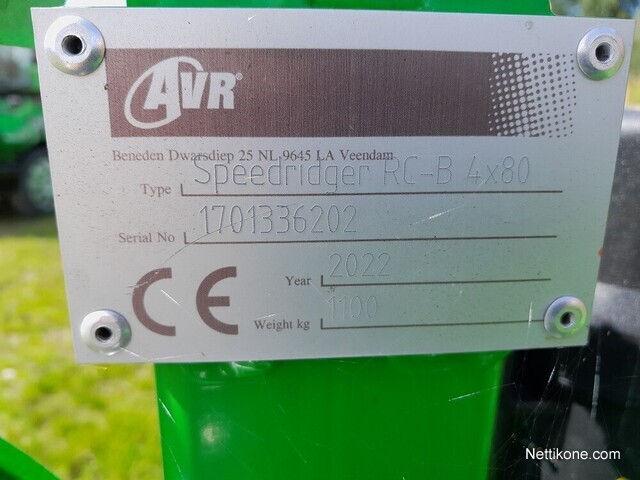 AVR®
Beneden Dwarsdiep 25 NL-9645 LA Veendam
Type Speedridger RC-B 4x80
Serial No 1701336202
CE
Year 2022
Weight kg 1100
Nettikone.com